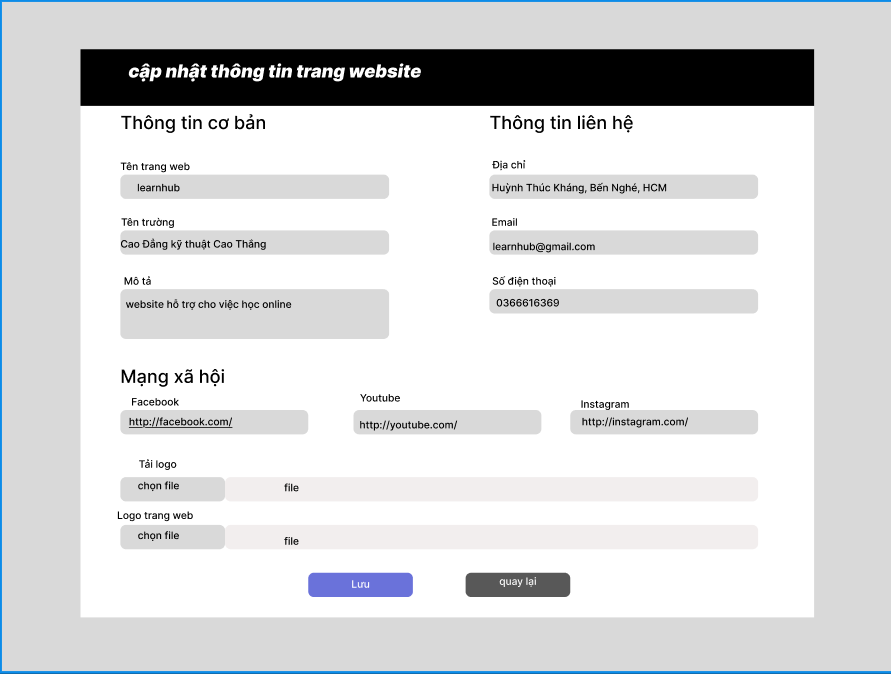 cập nhật thông tin trang website
Thông tin cơ bản
Tên trang web
learnhub
Tên trường
Cao Đẳng kỹ thuật Cao Thắng
Mô tả
website hỗ trợ cho việc học online
Thông tin liên hệ
Địa chỉ
Huỳnh Thúc Kháng, Bến Nghé, HCM
Email
learnhub@gmail.com
Số điện thoại
0366616369
Mạng xã hội
Facebook
http://facebook.com/
Youtube
http://youtube.com/
Instagram
http://instagram.com/
Tải logo
chọn file
file
Logo trang web
chọn file
file
Lưu
quay lại